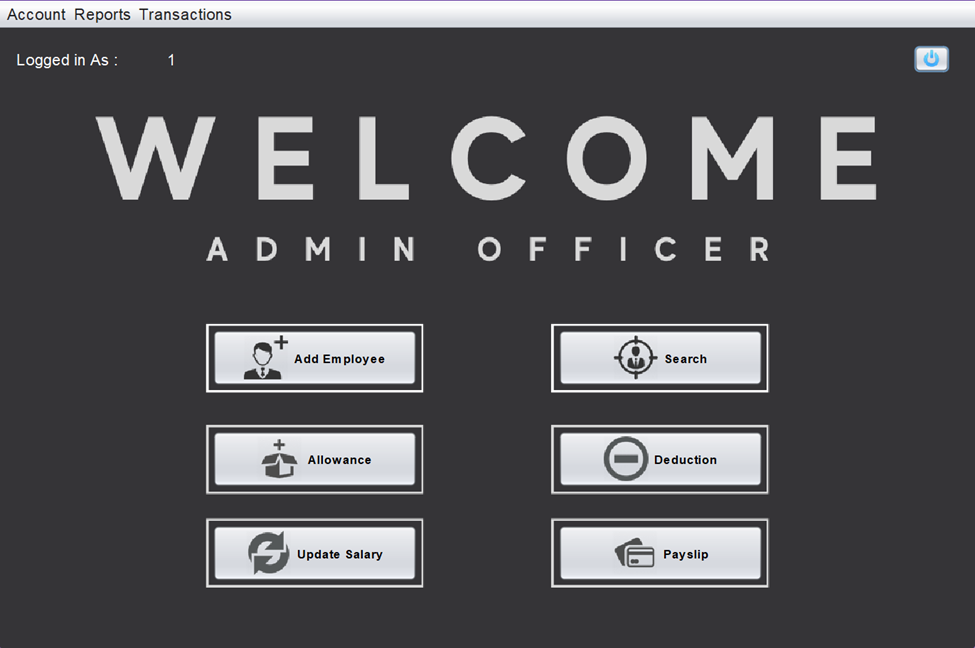 Account Reports Transactions
Logged in As : 1
WELCOME
ADMIN OFFICER
Add Employee
Search
Allowance
Deduction
Update Salary
Payslip